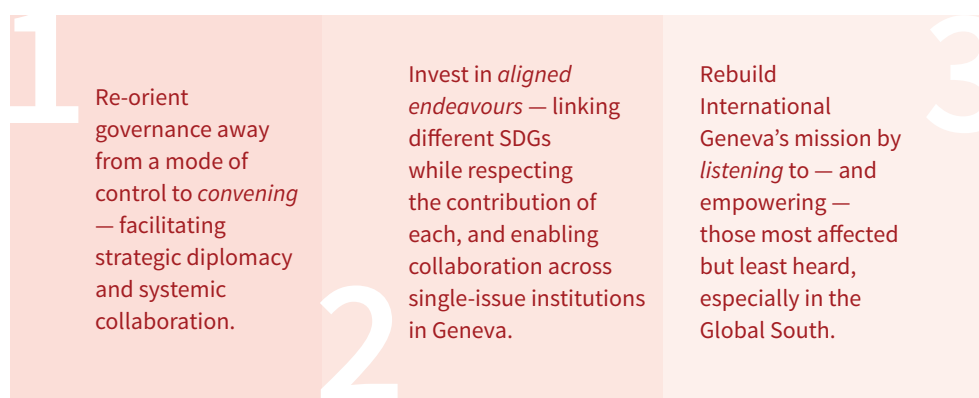 1
Re-orient
governance away
from a mode of
control to convening
— facilitating
strategic diplomacy
and systemic
collaboration.
2
Invest in aligned
endeavours — linking
different SDGs
while respecting
the contribution of
each, and enabling
collaboration across
single-issue institutions
in Geneva.
3
Rebuild
International
Geneva’s mission by
listening to — and
empowering —
those most affected
but least heard,
especially in the
Global South.